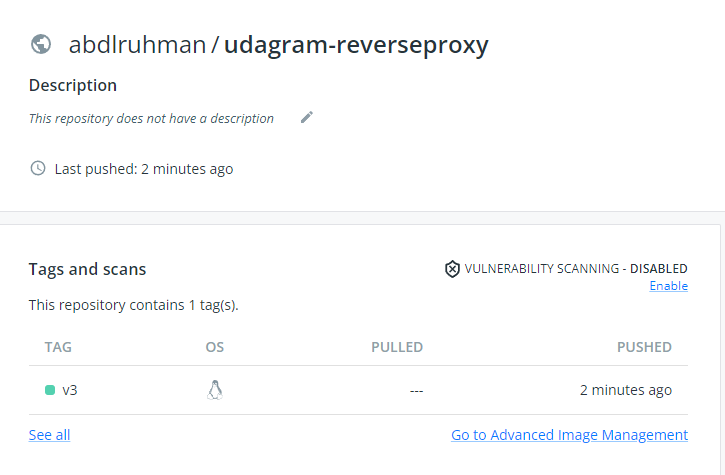 abdlruhman / udagram-reverseproxy
Description
This repository does not have a description
Last pushed: 2 minutes ago
Tags and scans
VULNERABILITY SCANNING - DISABLED
Enable
This repository contains 1 tag(s).
TAG OS PULLED PUSHED
v3 --- 2 minutes ago
See all Go to Advanced Image Management